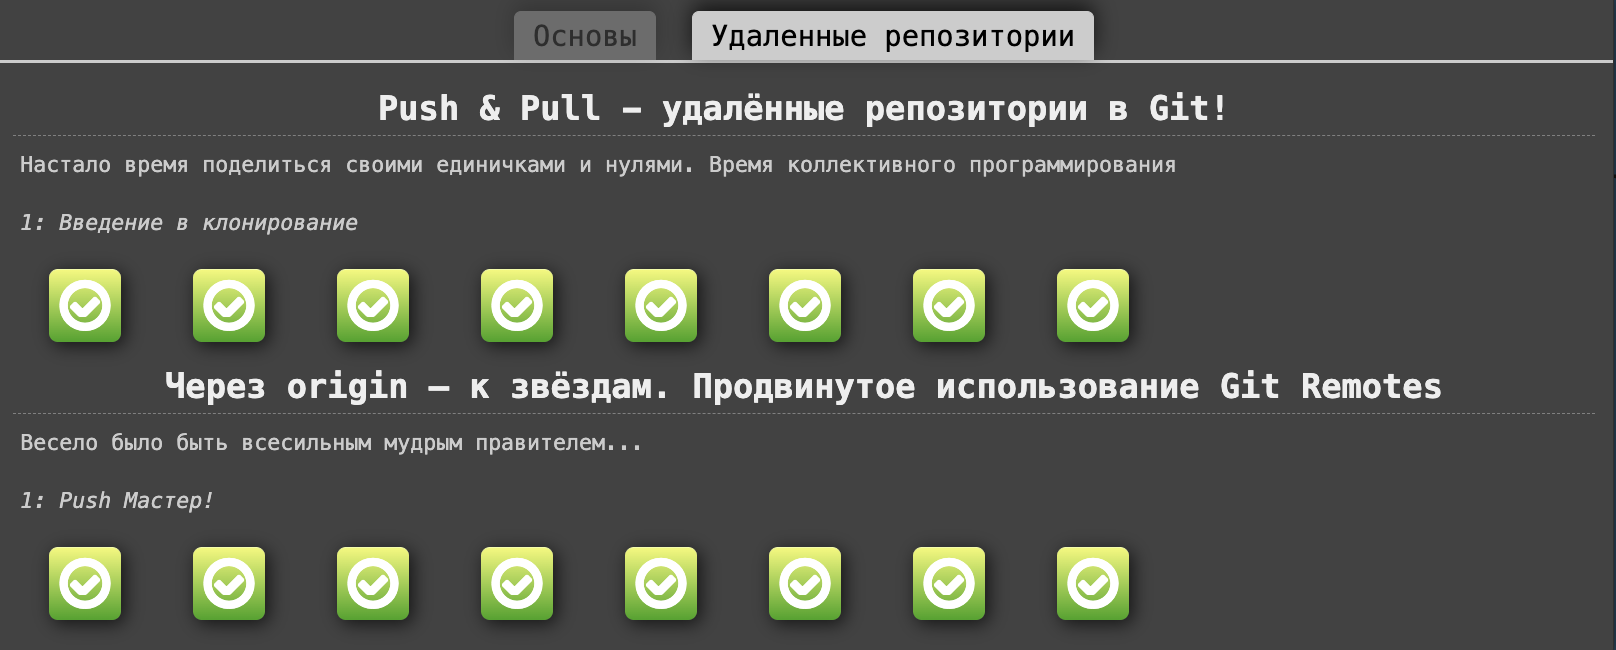 Основы Удаленные репозитории
Push & Pull – удалённые репозитории в Git!
Настало время поделиться своими единичками и нулями. Время коллективного программирования
1: Введение в клонирование
Через origin – к звёздам. Продвинутое использование Git Remotes
Весело было быть всесильным мудрым правителем...
1: Push Мастер!